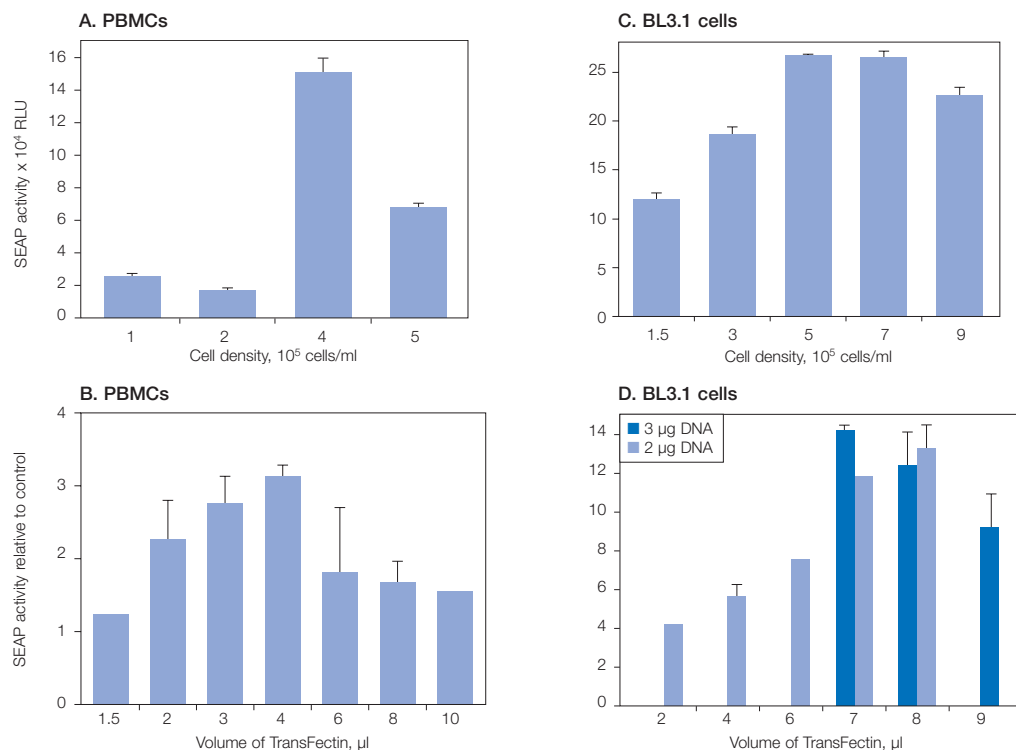 A. PBMCs
SEAP activity x 10⁴ RLU
16
14
12
10
8
6
4
2
0
1 2 4 5
Cell density, 10⁵ cells/ml
B. PBMCs
SEAP activity relative to control
4
3
2
1
0
1.5 2 3 4 6 8 10
Volume of TransFectin, µl
C. BL3.1 cells
25
20
15
10
5
0
1.5 3 5 7 9
Cell density, 10⁵ cells/ml
D. BL3.1 cells
3 µg DNA
2 µg DNA
14
12
10
8
6
4
2
0
2 4 6 7 8 9
Volume of TransFectin, µl